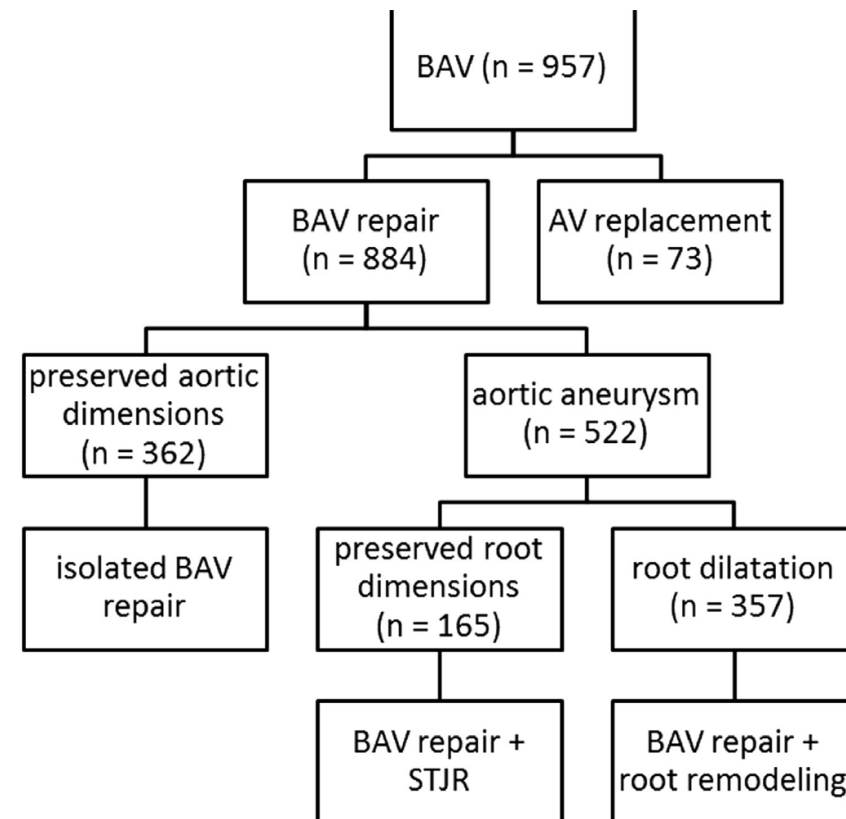 BAV (n = 957)
BAV repair
(n = 884)
AV replacement
(n = 73)
preserved aortic
dimensions
(n = 362)
aortic aneurysm
(n = 522)
isolated BAV
repair
preserved root
dimensions
(n = 165)
root dilatation
(n = 357)
BAV repair +
STJR
BAV repair +
root remodeling